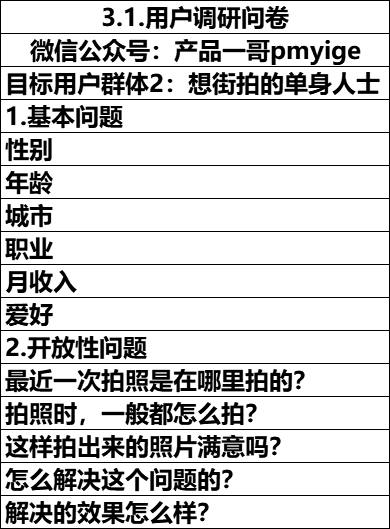 3.1.用户调研问卷
微信公众号：产品一哥pmyige
目标用户群体2：想街拍的单身人士
1.基本问题
性别
年龄
城市
职业
月收入
爱好
2.开放性问题
最近一次拍照是在哪里拍的？
拍照时，一般都怎么拍？
这样拍出来的照片满意吗？
怎么解决这个问题的？
解决的效果怎么样？